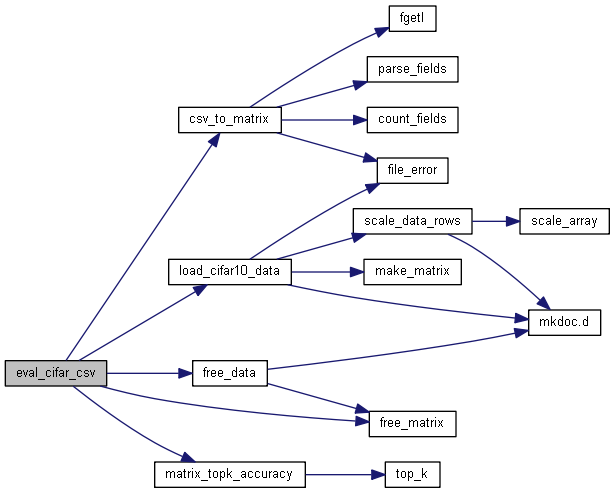 fgetl
parse_fields
csv_to_matrix
count_fields
file_error
scale_data_rows
scale_array
load_cifar10_data
make_matrix
mkdoc.d
eval_cifar_csv
free_data
free_matrix
matrix_topk_accuracy
top_k